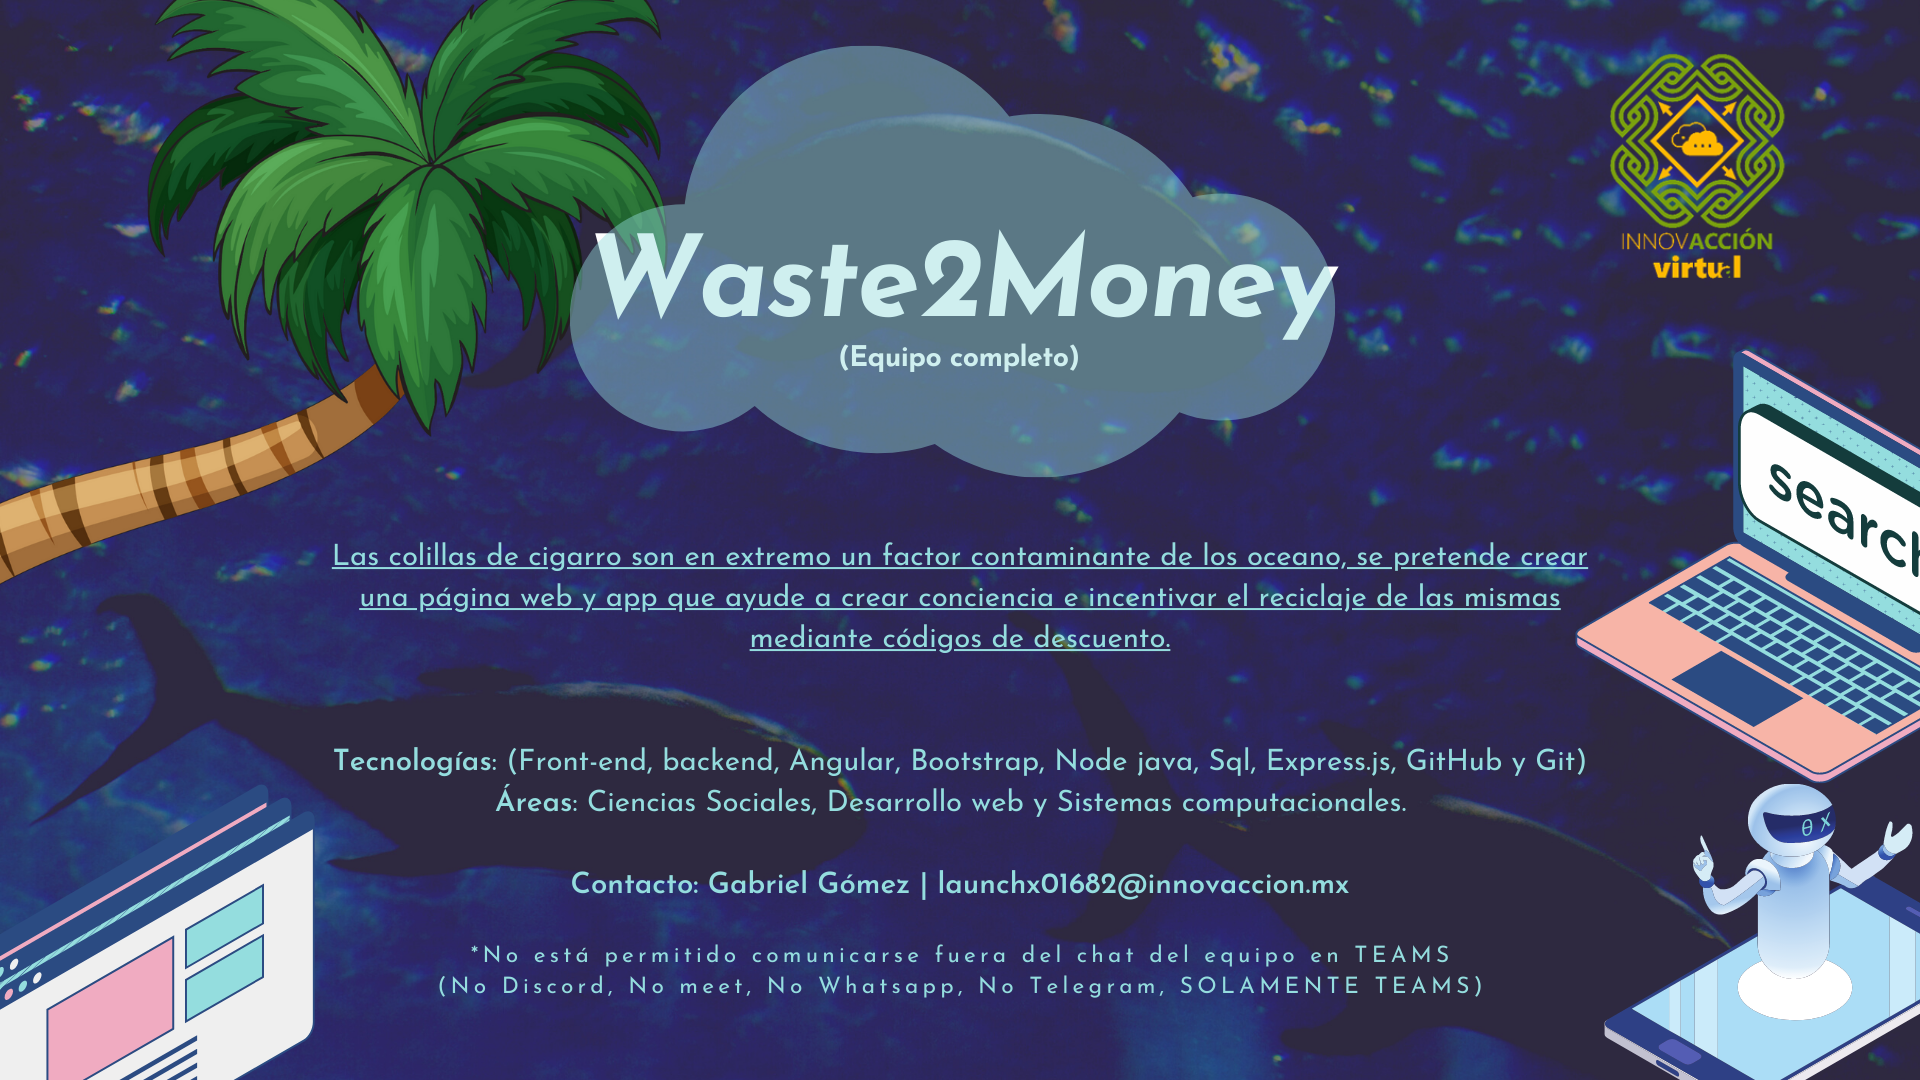 INNOVACCIÓN
virtual
Waste2Money
(Equipo completo)
search
Las colillas de cigarro son en extremo un factor contaminante de los oceano, se pretende crear
una página web y app que ayude a crear conciencia e incentivar el reciclaje de las mismas
mediante códigos de descuento.
Tecnologías: (Front-end, backend, Angular, Bootstrap, Node java, Sql, Express.js, GitHub y Git)
Áreas: Ciencias Sociales, Desarrollo web y Sistemas computacionales.
Contacto: Gabriel Gómez | launchx01682@innovaccion.mx
*No está permitido comunicarse fuera del chat del equipo en TEAMS
(No Discord, No meet, No Whatsapp, No Telegram, SOLAMENTE TEAMS)